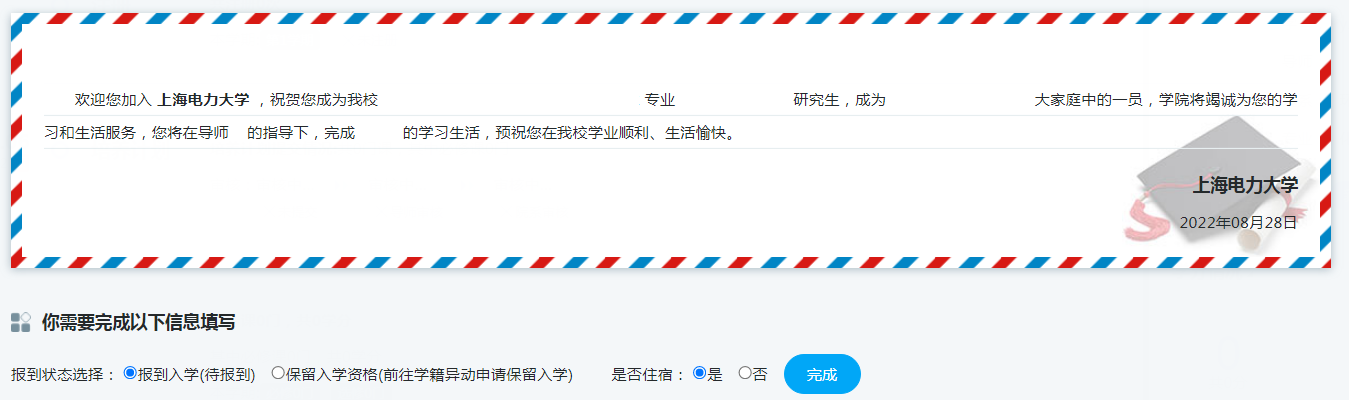 欢迎您加入 上海电力大学 ，祝贺您成为我校 专业 研究生，成为 大家庭中的一员，学院将竭诚为您的学
习和生活服务，您将在导师 的指导下，完成 的学习生活，预祝您在我校学业顺利、生活愉快。
上海电力大学
2022年08月28日
你需要完成以下信息填写
报到状态选择：报到入学(待报到) 保留入学资格(前往学籍异动申请保留入学) 是否住宿：是 否 完成